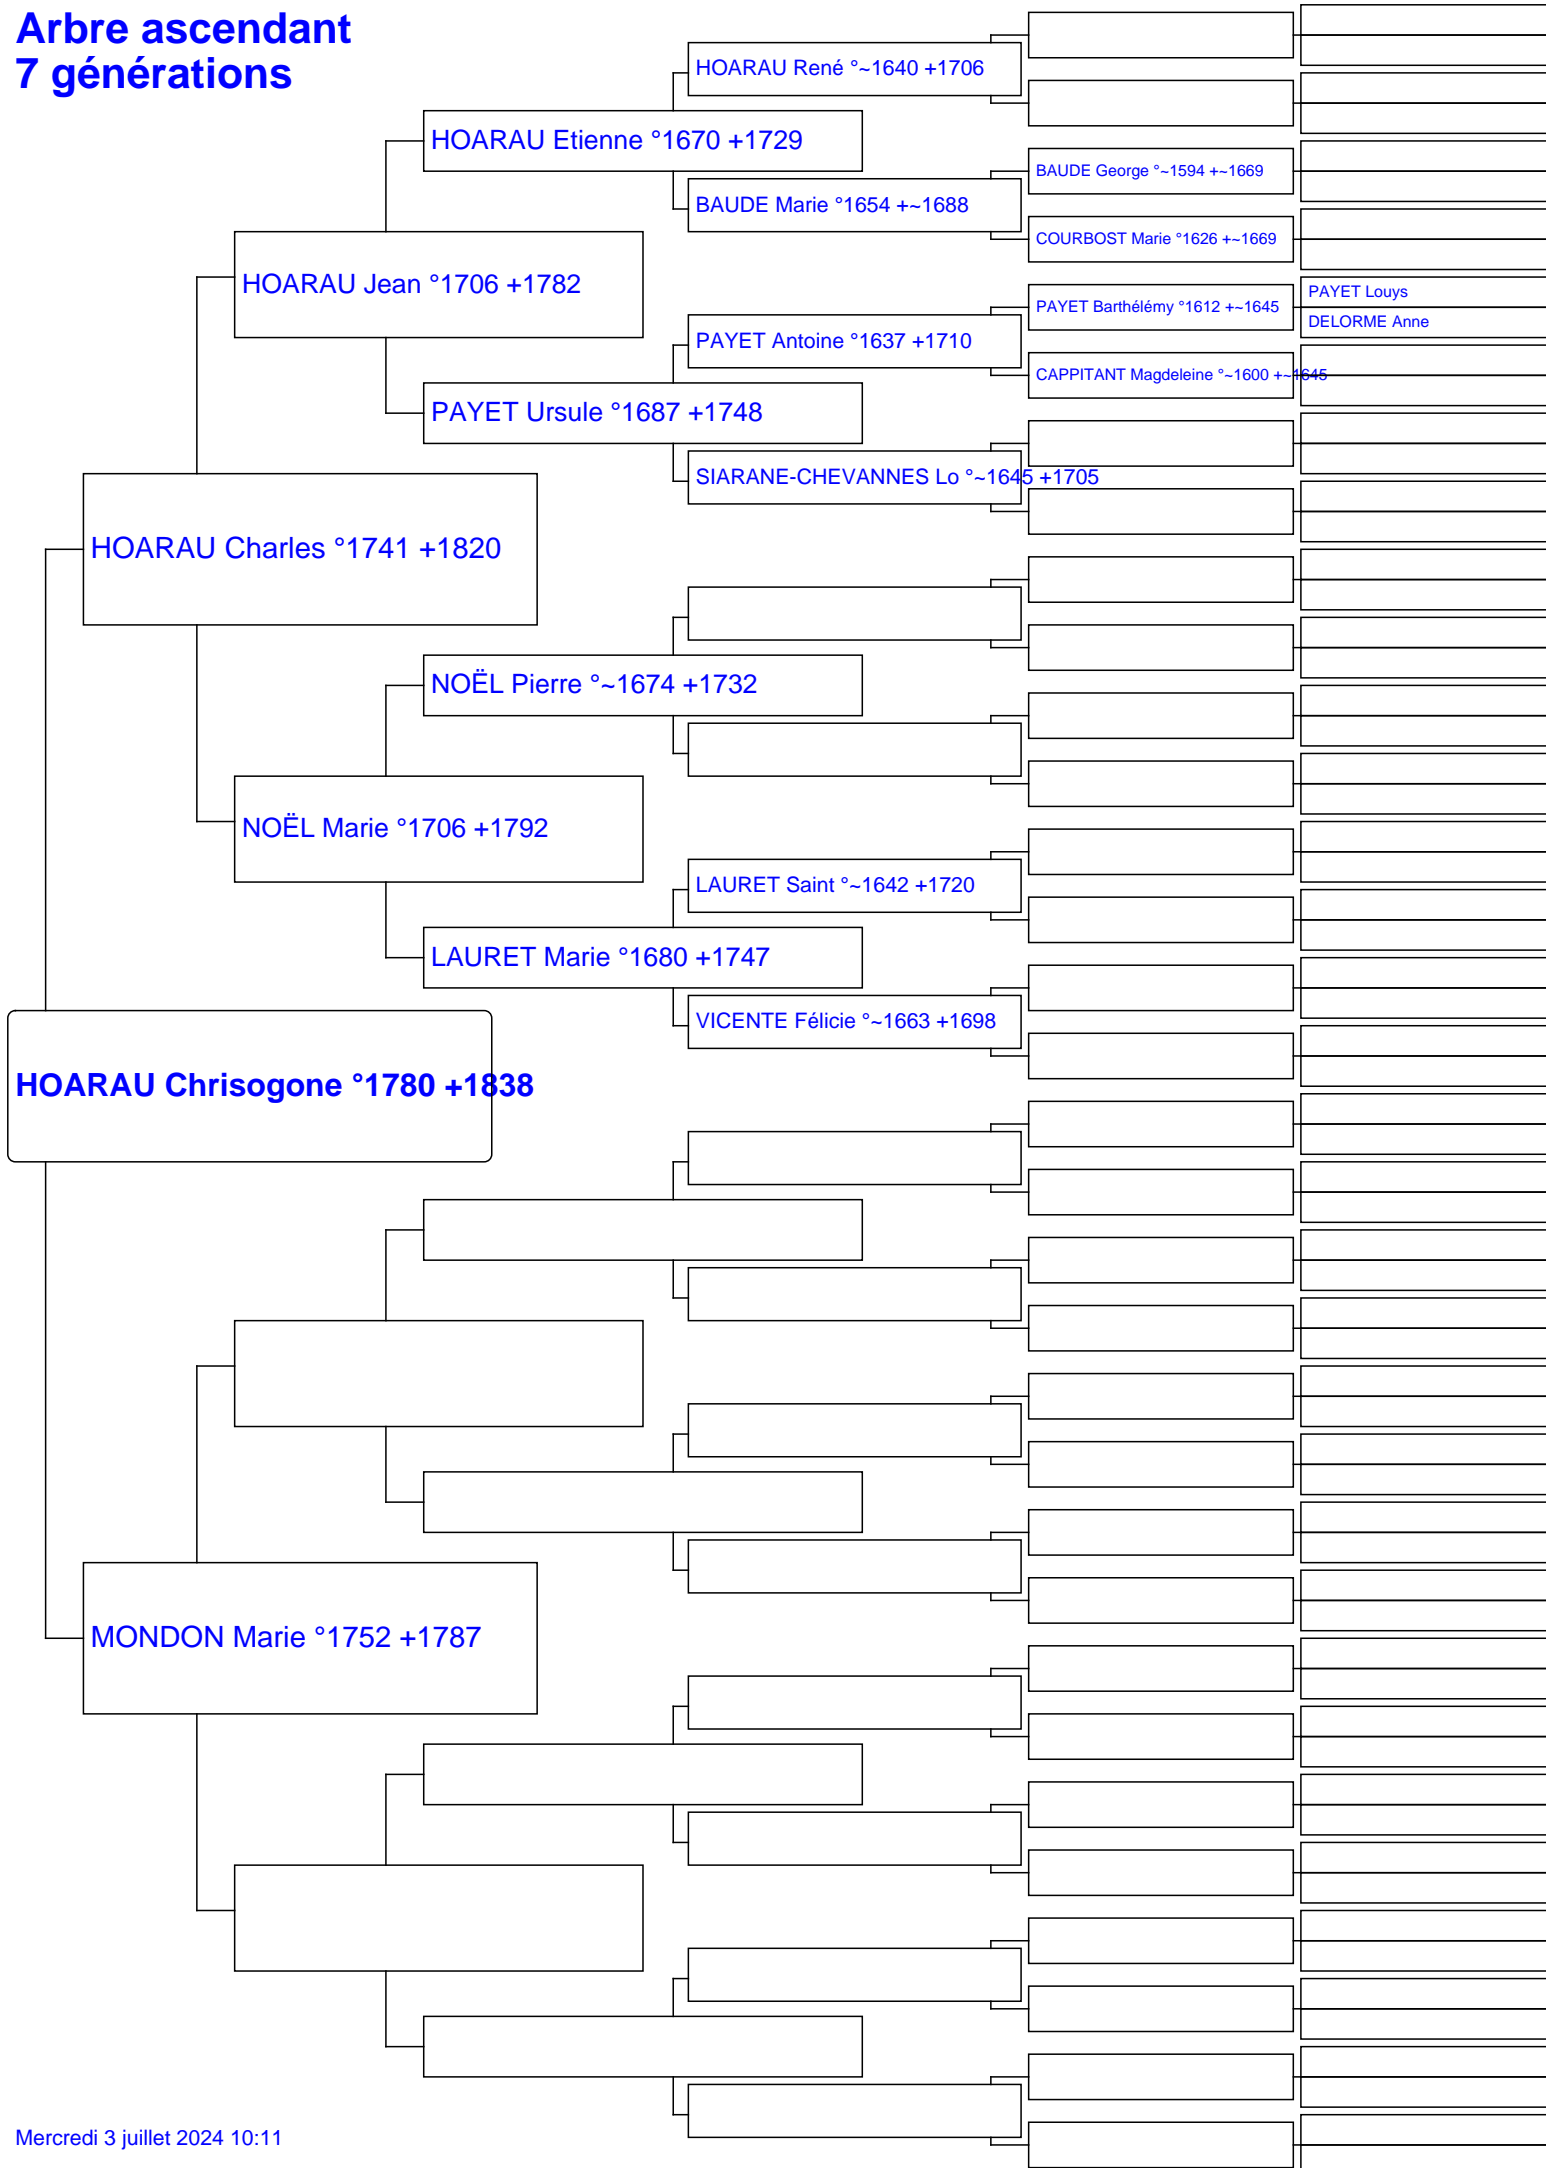 Arbre ascendant
7 générations
HOARAU René °~1640 +1706
HOARAU Etienne °1670 +1729
BAUDE George °~1594 +~1669
BAUDE Marie °1654 +~1688
COURBOST Marie °1626 +~1669
HOARAU Jean °1706 +1782
PAYET Louys
PAYET Barthélémy °1612 +~1645
DELORME Anne
PAYET Antoine °1637 +1710
CAPPITANT Magdeleine °~1600 +~1645
PAYET Ursule °1687 +1748
SIARANE-CHEVANNES Lo °~1645 +1705
HOARAU Charles °1741 +1820
NOËL Pierre °~1674 +1732
NOËL Marie °1706 +1792
LAURET Saint °~1642 +1720
LAURET Marie °1680 +1747
VICENTE Félicie °~1663 +1698
HOARAU Chrisogone °1780 +1838
MONDON Marie °1752 +1787
Mercredi 3 juillet 2024 10:11